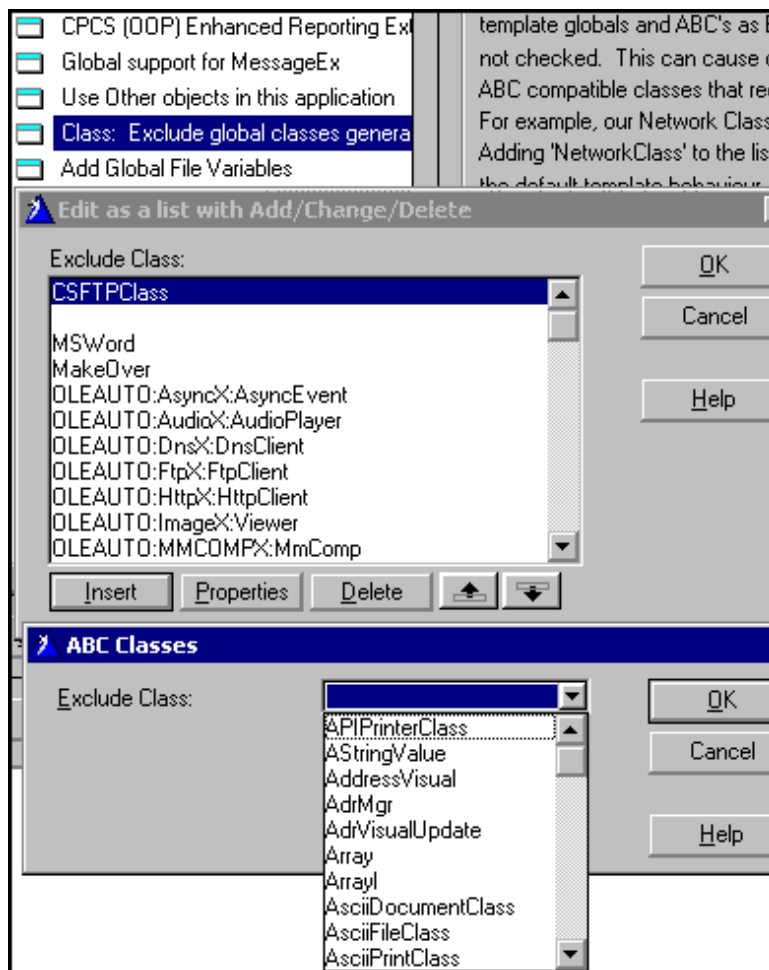 CPCS (OOP) Enhanced Reporting Ext
Global support for MessageEx
Use Other objects in this application
Class: Exclude global classes genera
Add Global File Variables
template globals and ABC's as
not checked. This can cause
ABC compatible classes that
For example, our Network Class
Adding 'NetworkClass' to the lis
the default template behaviour
Edit as a list with Add/Change/Delete
Exclude Class:
CSFTPClass
MSWord
MakeOver
OLEAUTO:AsyncX:AsyncEvent
OLEAUTO:AudioX:AudioPlayer
OLEAUTO:DnsX:DnsClient
OLEAUTO:FtpX:FtpClient
OLEAUTO:HttpX:HttpClient
OLEAUTO:ImageX:Viewer
OLEAUTO:MMCOMPX:MmComp
OK
Cancel
Help
Insert
Properties
Delete
ABC Classes
Exclude Class:
APIPrinterClass
AStringValue
AddressVisual
AdrMgr
AdrVisualUpdate
Array
ArrayI
AsciiDocumentClass
AsciiFileClass
AsciiPrintClass
OK
Cancel
Help